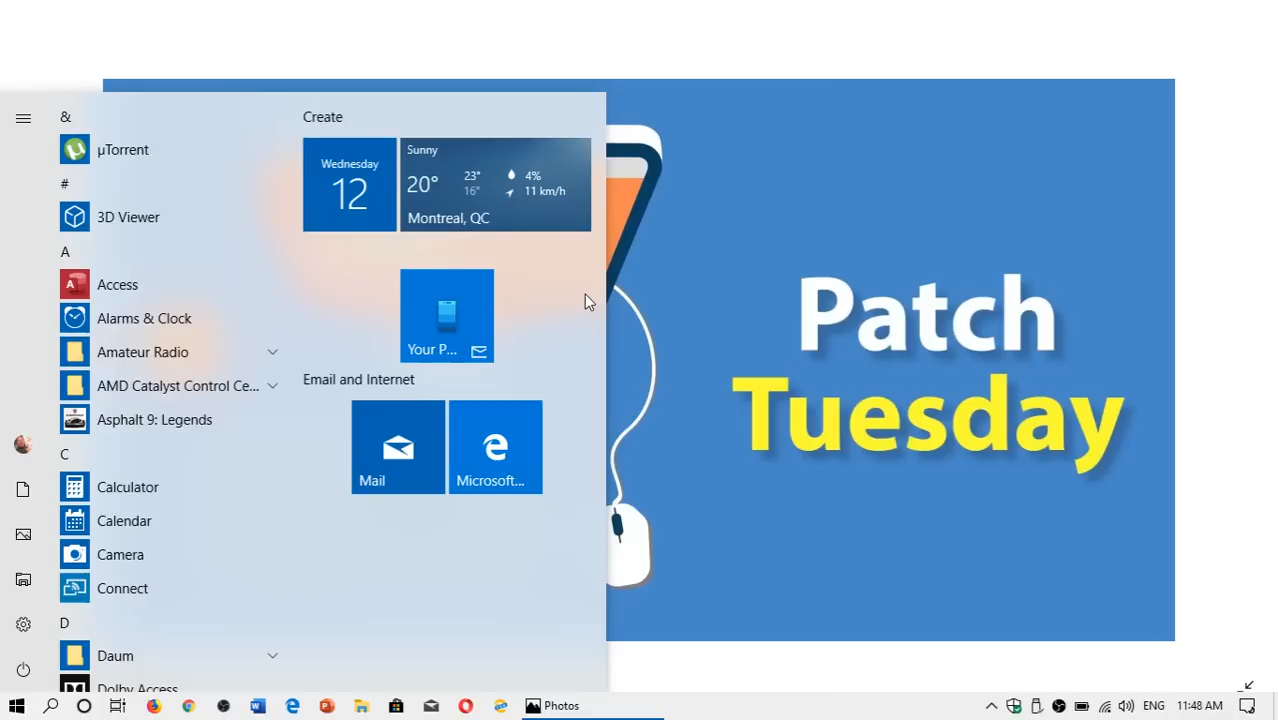 &
µTorrent
#
3D Viewer
A
Access
Alarms & Clock
Amateur Radio
AMD Catalyst Control Ce...
Asphalt 9: Legends
C
Calculator
Calendar
Camera
Connect
D
Daum
Dolby Access
Create
Wednesday
12
Sunny
20° 23° 4%
16° 11 km/h
Montreal, QC
Your P...
Email and Internet
Mail
Microsoft...
Patch
Tuesday
Photos
ENG 11:48 AM